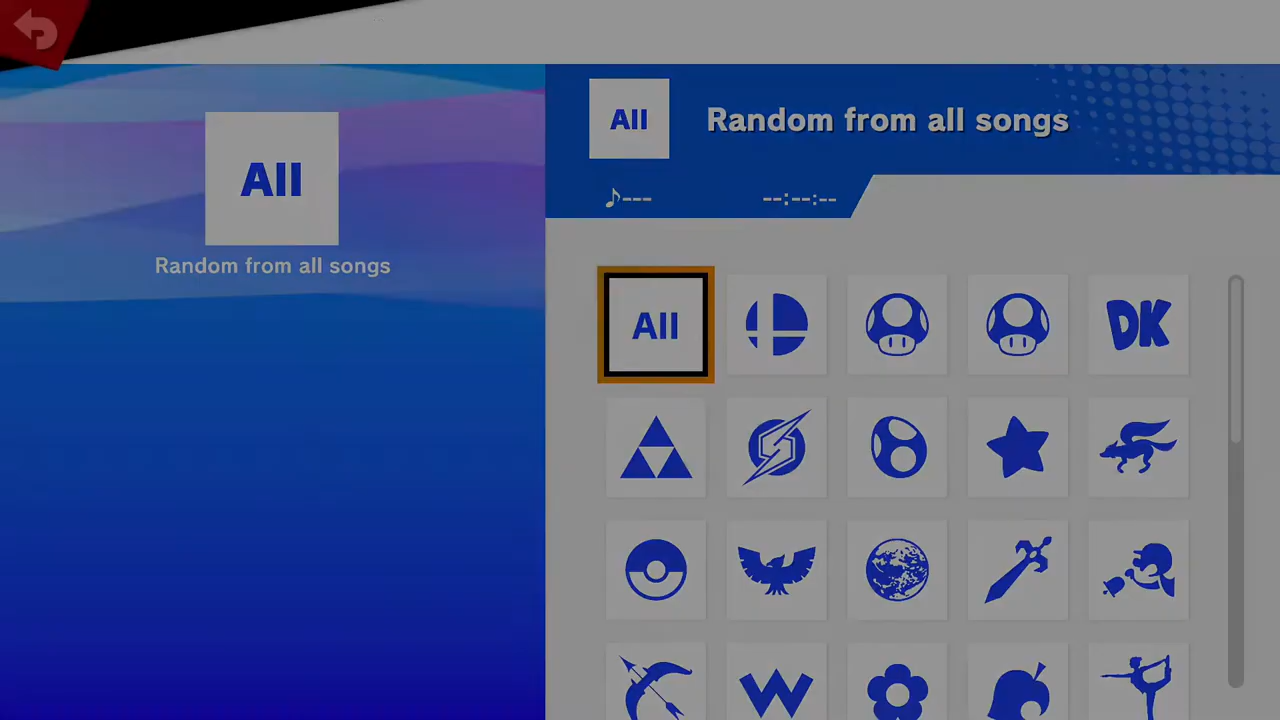 All
Random from all songs
All
Random from all songs
♪---
--:--:--
All
DK